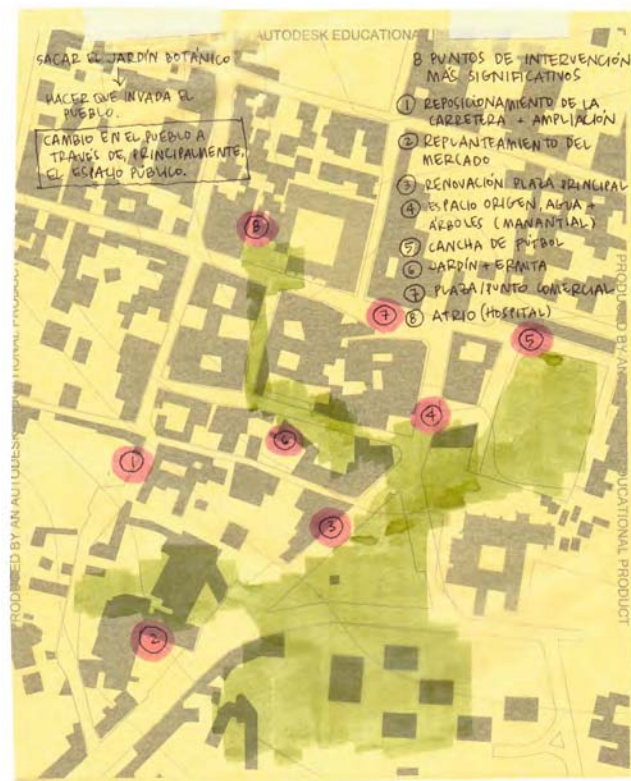 AUTODESK EDUCATIONAL
SACAR EL JARDÍN BOTÁNICO
HACER QUE INVADA EL
PUEBLO.
CAMBIO EN EL PUEBLO A
TRAVÉS DE, PRINCIPALMENTE,
EL ESPACIO PÚBLICO.
8 PUNTOS DE INTERVENCIÓN
MÁS SIGNIFICATIVOS
① REPOSICIONAMIENTO DE LA
CARRETERA + AMPLIACIÓN
② REPLANTEAMIENTO DEL
MERCADO
③ RENOVACIÓN PLAZA PRINCIPAL
④ ESPACIO ORIGEN, AGUA +
ÁRBOLES (MANANTIAL)
⑤ CANCHA DE FÚTBOL
⑥ JARDÍN + ERMITA
⑦ PLAZA/PUNTO COMERCIAL
⑧ ATRIO (HOSPITAL)
⑧
⑦
⑤
④
⑥
①
③
②
PRODUCED BY AN AUTODESK EDUCATIONAL PRODUCT
PRODUCED BY AN AUTODESK EDUCATIONAL PRODUCT